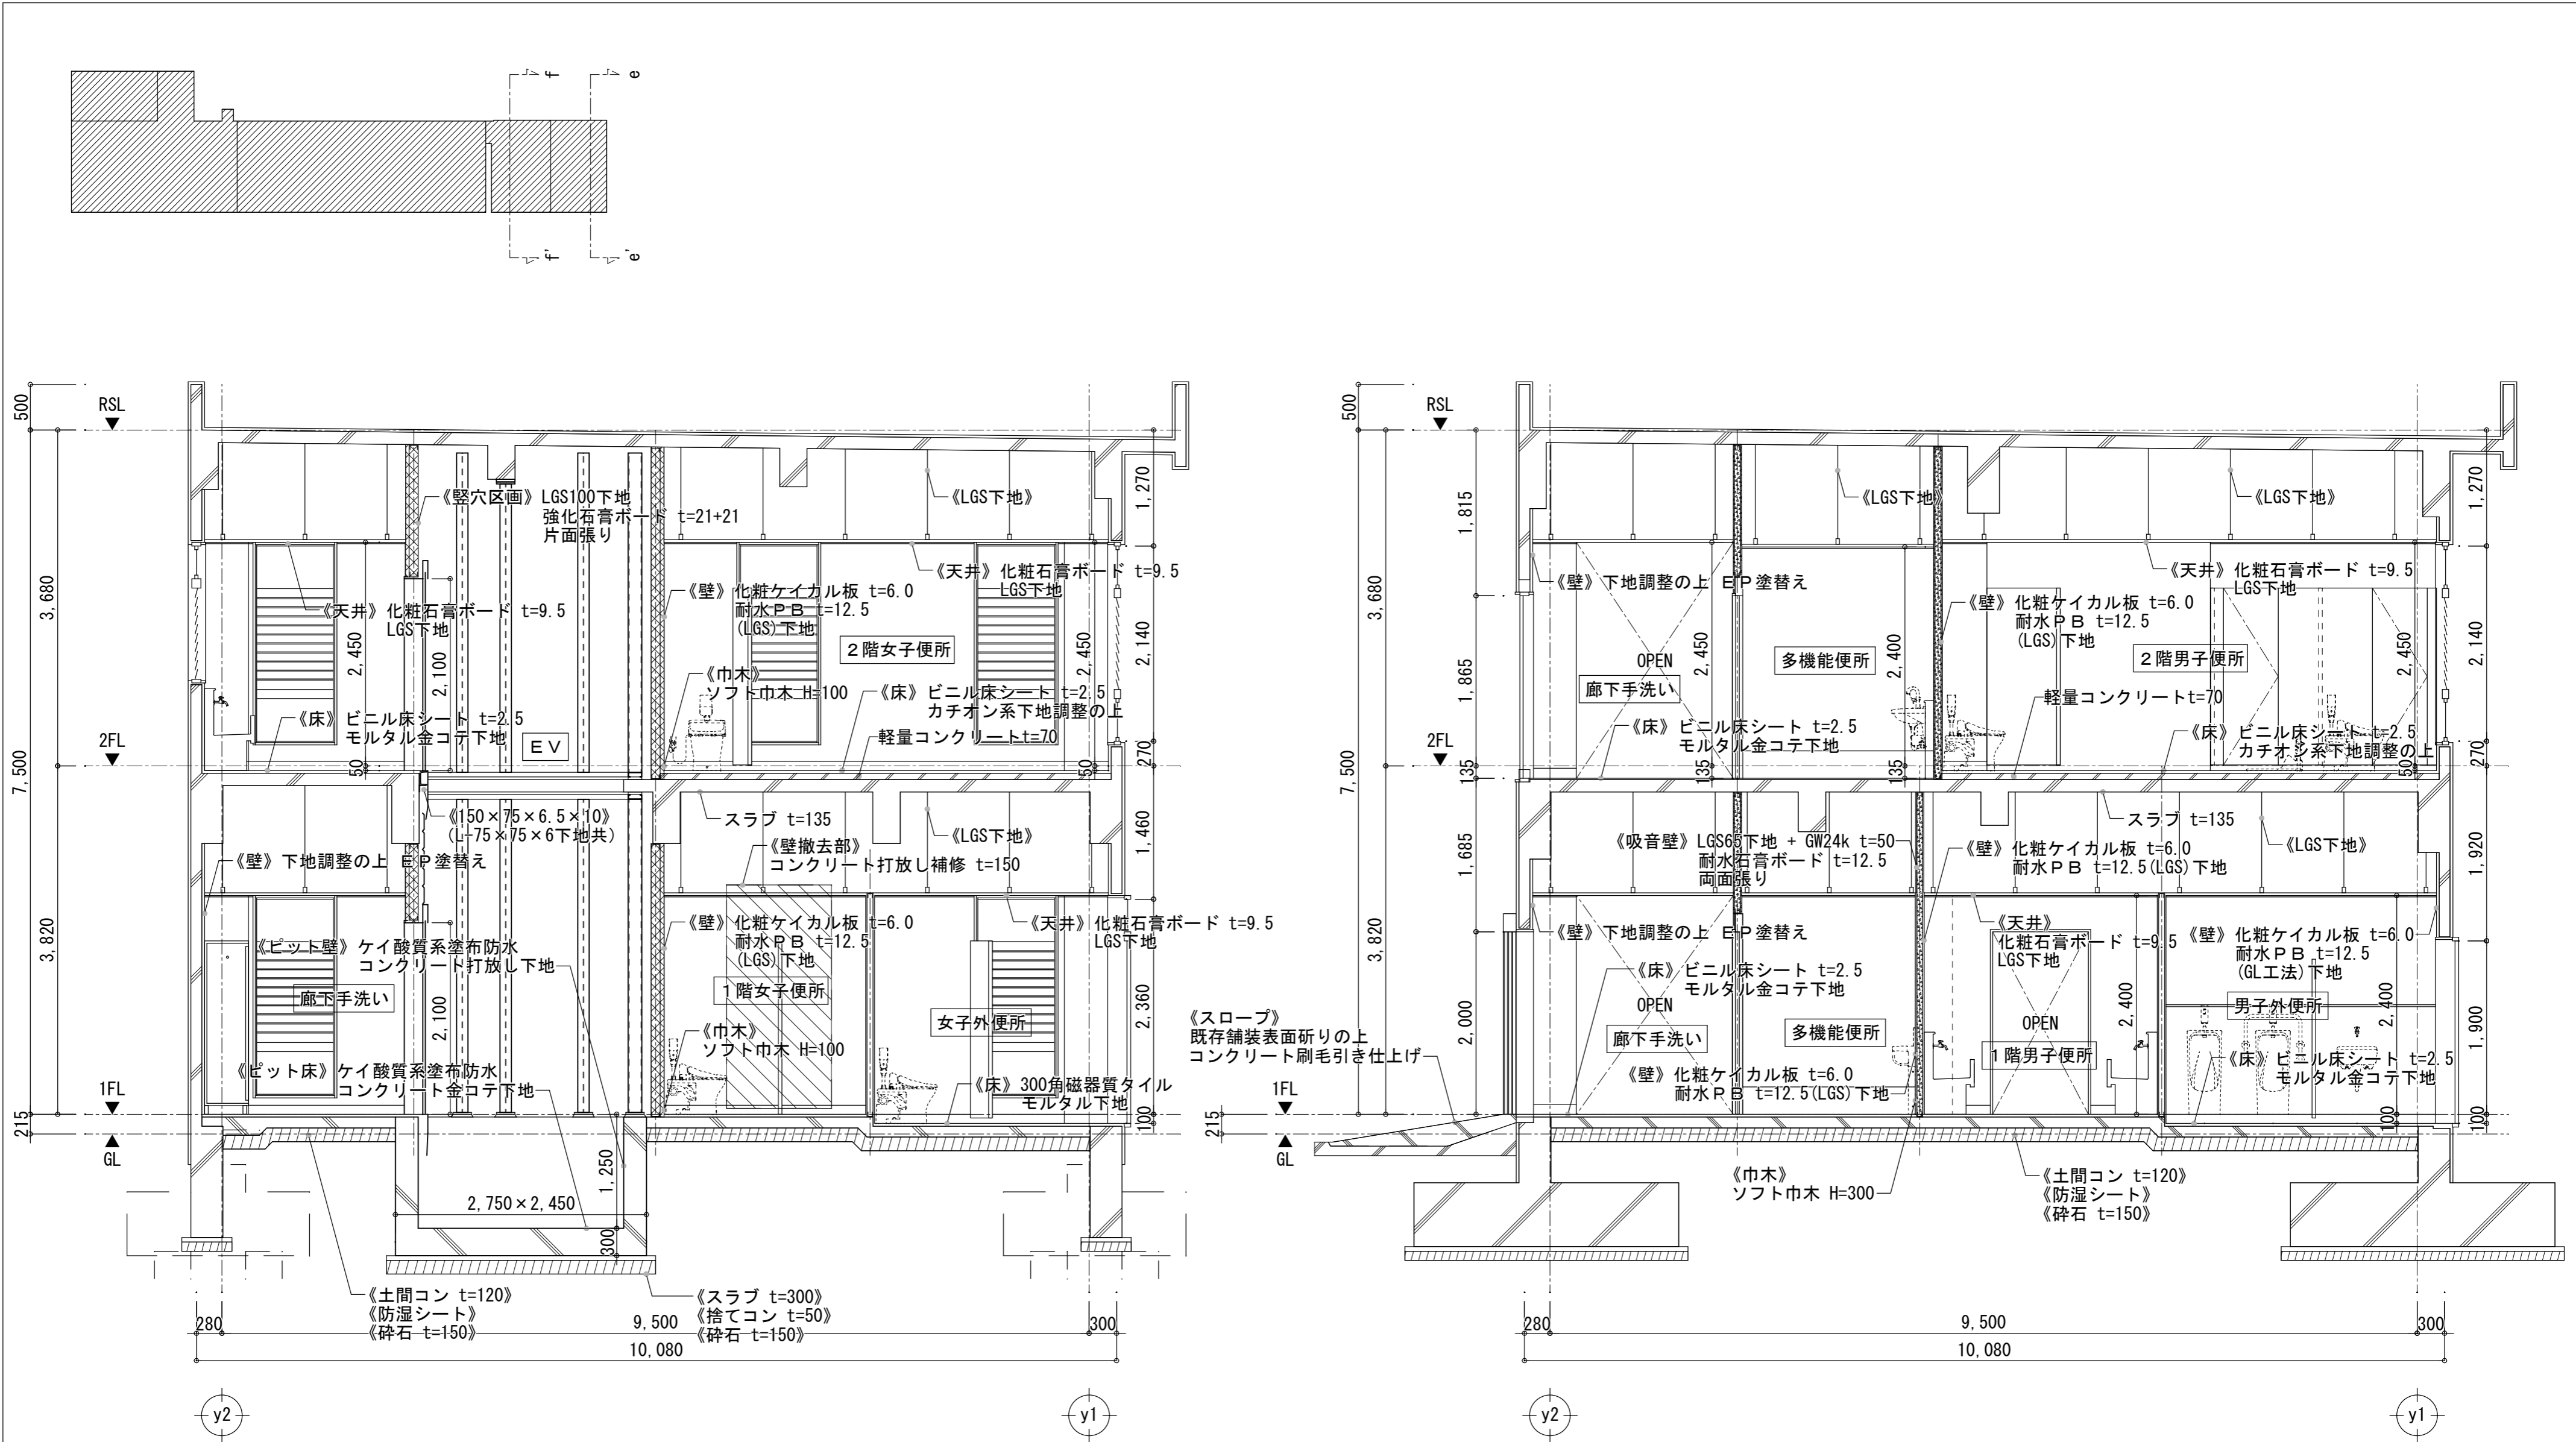 f
e
f'
e'
500
RSL
3,680
7,500
2FL
3,820
1FL
215
GL
《竪穴区画》LGS100下地
強化石膏ボード t=21+21
片面張り
《LGS下地》
1,270
《天井》化粧石膏ボード t=9.5
LGS下地
《壁》化粧ケイカル板 t=6.0
耐水PB t=12.5
(LGS)下地
《天井》化粧石膏ボード t=9.5
LGS下地
2,450
2,100
2階女子便所
2,450
2,140
《巾木》
ソフト巾木 H=100
《床》ビニル床シート t=2.5
カチオン系下地調整の上
《床》ビニル床シート t=2.5
モルタル金コテ下地
EV
軽量コンクリートt=70
50
50
270
《150×75×6.5×10》
(L-75×75×6下地共)
スラブ t=135
《LGS下地》
1,460
《壁》下地調整の上 EP塗替え
《壁撤去部》
コンクリート打放し補修 t=150
《壁》化粧ケイカル板 t=6.0
耐水PB t=12.5
(LGS)下地
《天井》化粧石膏ボード t=9.5
LGS下地
《ピット壁》ケイ酸質系塗布防水
コンクリート打放し下地
廊下手洗い
1階女子便所
女子外便所
2,100
2,360
《巾木》
ソフト巾木 H=100
《ピット床》ケイ酸質系塗布防水
コンクリート金コテ下地
《床》300角磁器質タイル
モルタル下地
100
1,250
2,750×2,450
300
《土間コン t=120》
《防湿シート》
《砕石 t=150》
《スラブ t=300》
《捨てコン t=50》
《砕石 t=150》
280
9,500
300
10,080
y2
y1
500
RSL
1,815
3,680
7,500
1,865
2FL
135
1,685
3,820
2,000
1FL
215
GL
《LGS下地》
《LGS下地》
1,270
《壁》下地調整の上 EP塗替え
《天井》化粧石膏ボード t=9.5
LGS下地
《壁》化粧ケイカル板 t=6.0
耐水PB t=12.5
(LGS)下地
OPEN
2,450
多機能便所
2,400
2階男子便所
2,450
2,140
廊下手洗い
軽量コンクリートt=70
《床》ビニル床シート t=2.5
モルタル金コテ下地
《床》ビニル床シート t=2.5
カチオン系下地調整の上
135
135
50
270
スラブ t=135
《吸音壁》LGS65下地 + GW24k t=50
耐水石膏ボード t=12.5
両面張り
《壁》化粧ケイカル板 t=6.0
耐水PB t=12.5(LGS)下地
《LGS下地》
1,920
《壁》下地調整の上 EP塗替え
《天井》
化粧石膏ボード t=9.5
LGS下地
《壁》化粧ケイカル板 t=6.0
耐水PB t=12.5
(GL工法)下地
《床》ビニル床シート t=2.5
モルタル金コテ下地
OPEN
廊下手洗い
多機能便所
OPEN
2,400
1階男子便所
男子外便所
2,400
1,900
《スロープ》
既存舗装表面斫りの上
コンクリート刷毛引き仕上げ
《壁》化粧ケイカル板 t=6.0
耐水PB t=12.5(LGS)下地
《床》ビニル床シート t=2.5
モルタル金コテ下地
100
100
《巾木》
ソフト巾木 H=300
《土間コン t=120》
《防湿シート》
《砕石 t=150》
280
9,500
300
10,080
y2
y1